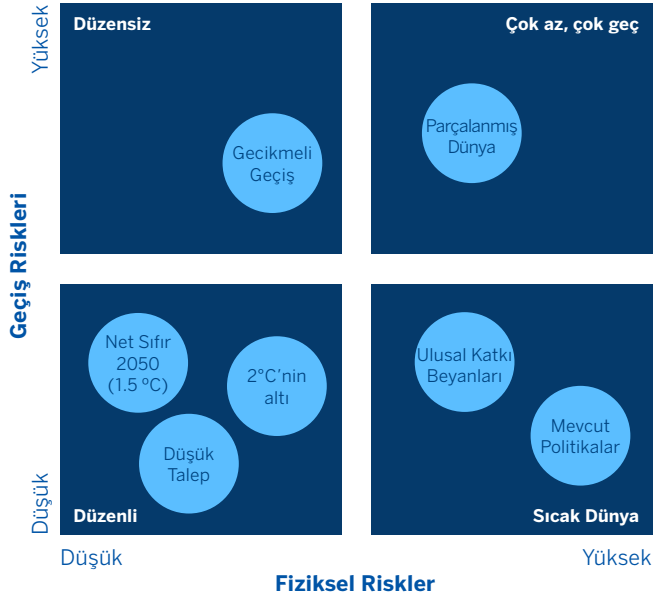 Geçiş Riskleri
Yüksek
Düşük
Düzensiz
Gecikmeli
Geçiş
Çok az, çok geç
Parçalanmış
Dünya
Net Sıfır
2050
(1.5 ºC)
2°C'nin
altı
Düşük
Talep
Düzenli
Ulusal Katkı
Beyanları
Mevcut
Politikalar
Sıcak Dünya
Düşük
Yüksek
Fiziksel Riskler